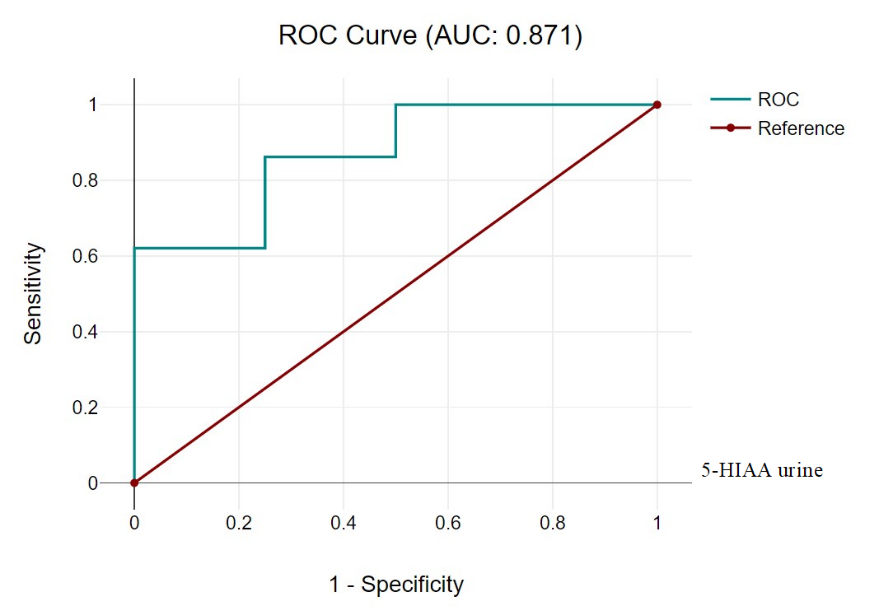 ROC Curve (AUC: 0.871)
ROC
Reference
1
0.8
0.6
0.4
0.2
0
Sensitivity
5-HIAA urine
0 0.2 0.4 0.6 0.8 1
1 - Specificity